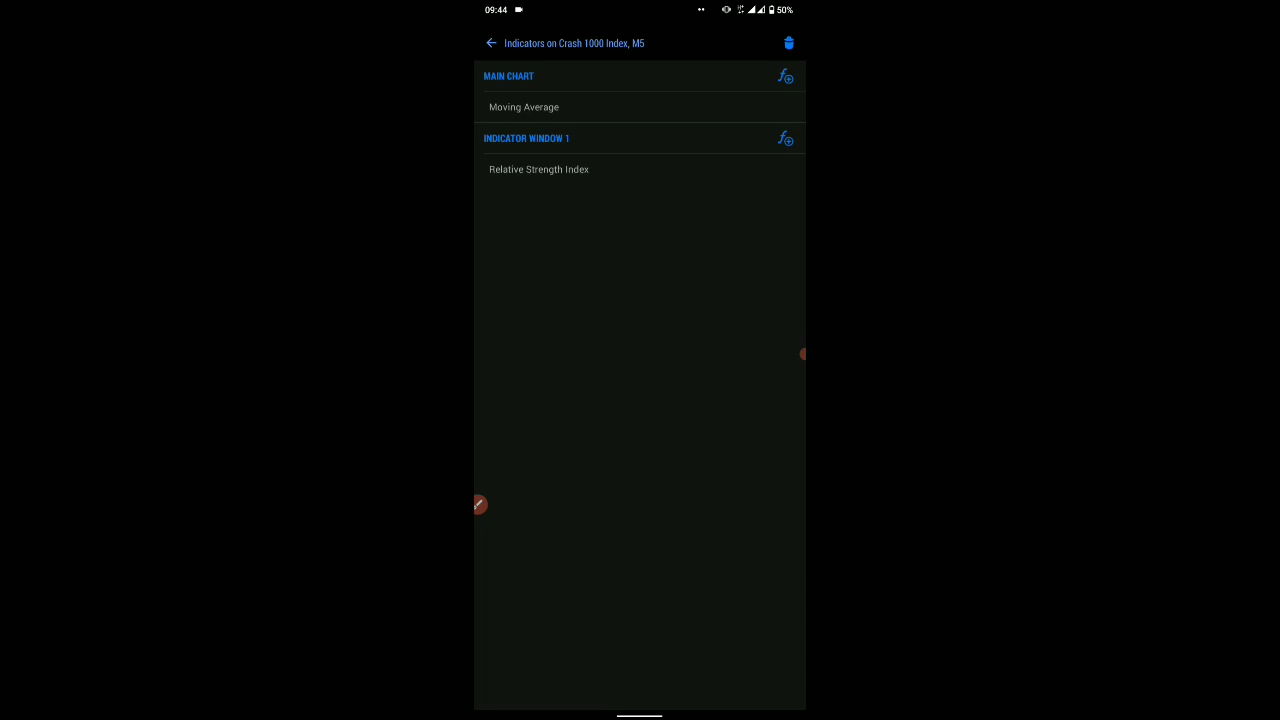 09:44
50%
Indicators on Crash 1000 Index, M5
MAIN CHART
Moving Average
INDICATOR WINDOW 1
Relative Strength Index